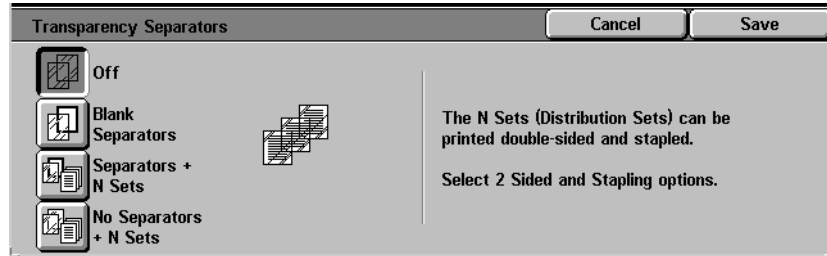 Transparency Separators
Cancel
Save
Off
Blank
Separators
Separators +
N Sets
No Separators
+ N Sets
The N Sets (Distribution Sets) can be
printed double-sided and stapled.
Select 2 Sided and Stapling options.